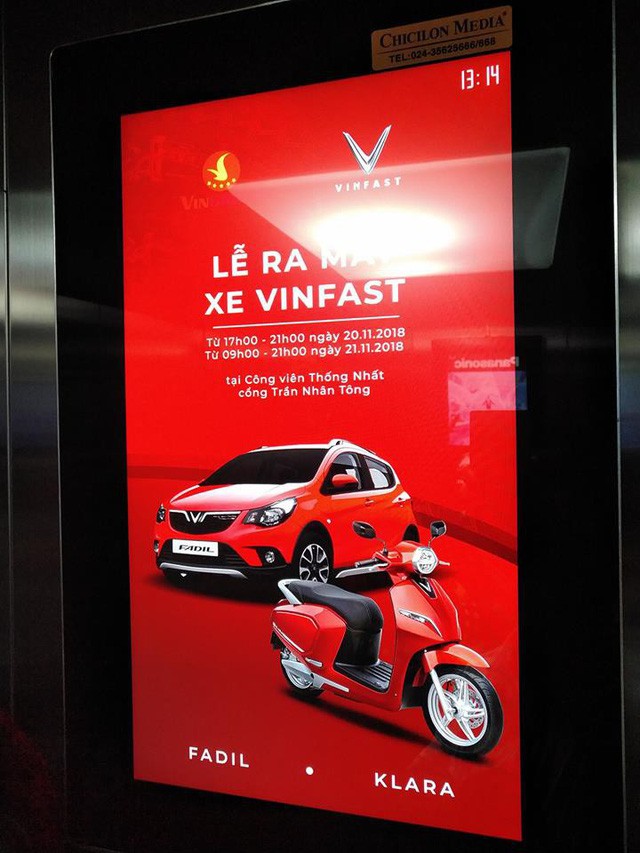 CHICILON MEDIA®
TEL:024-35625686/668
13:14
VINFAST
LỄ RA
XE VINFAST
Từ 17h00 - 21h00 ngày 20.11.2018
Từ 09h00 - 21h00 ngày 21.11.2018
tại Công viên Thống Nhất
cổng Trần Nhân Tông
Panasonic
FADIL
FADIL • KLARA